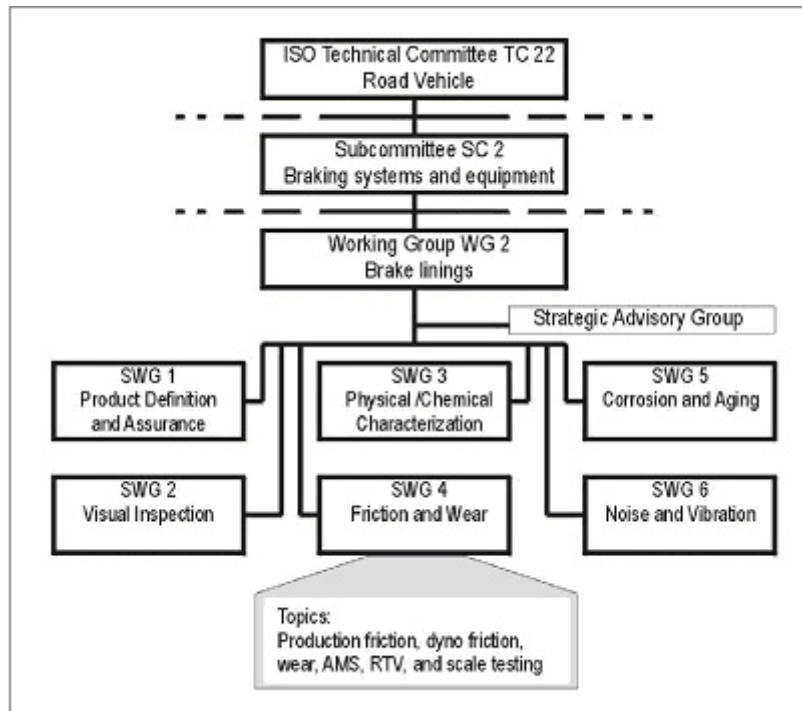 ISO Technical Committee TC 22
Road Vehicle
Subcommittee SC 2
Braking systems and equipment
Working Group WG 2
Brake linings
Strategic Advisory Group
SWG 1
Product Definition
and Assurance
SWG 3
Physical /Chemical
Characterization
SWG 5
Corrosion and Aging
SWG 2
Visual Inspection
SWG 4
Friction and Wear
SWG 6
Noise and Vibration
Topics:
Production friction, dyno friction,
wear, AMS, RTV, and scale testing